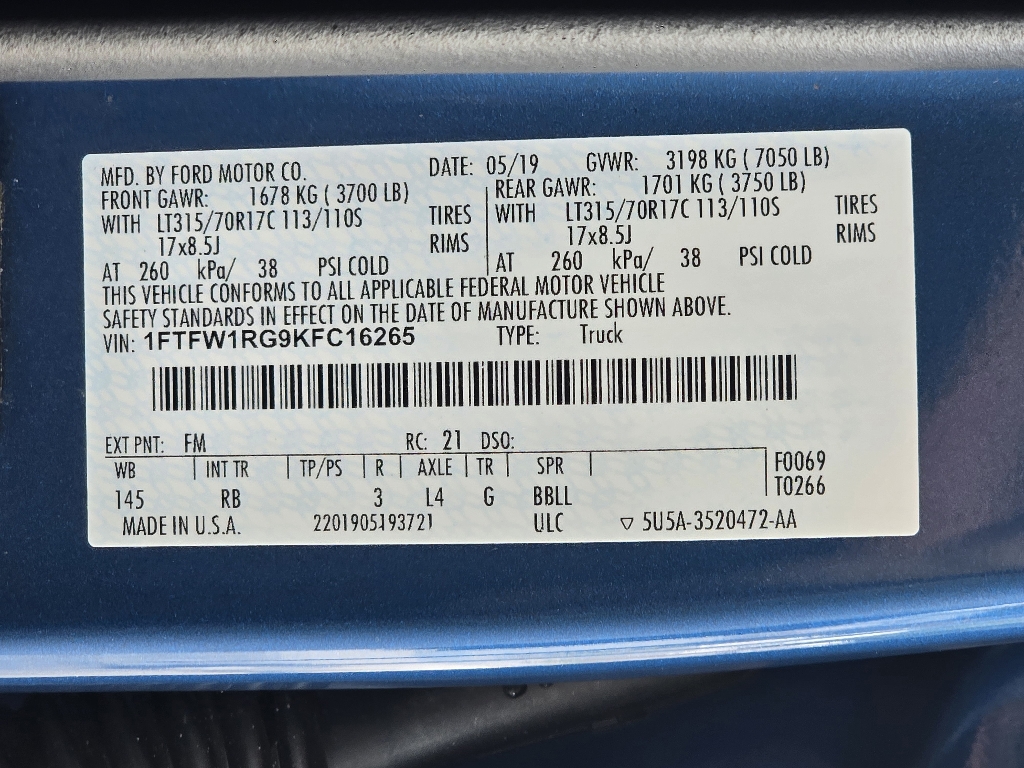 MFD. BY FORD MOTOR CO. DATE: 05/19 GVWR: 3198 KG ( 7050 LB)
FRONT GAWR: 1678 KG ( 3700 LB) REAR GAWR: 1701 KG ( 3750 LB)
WITH LT315/70R17C 113/110S TIRES WITH LT315/70R17C 113/110S TIRES
17x8.5J RIMS 17x8.5J RIMS
AT 260 kPa/ 38 PSI COLD AT 260 kPa/ 38 PSI COLD
THIS VEHICLE CONFORMS TO ALL APPLICABLE FEDERAL MOTOR VEHICLE
SAFETY STANDARDS IN EFFECT ON THE DATE OF MANUFACTURE SHOWN ABOVE.
VIN: 1FTFW1RG9KFC16265 TYPE: Truck
EXT PNT: FM RC: 21 DSO:
WB INT TR TP/PS R AXLE TR SPR F0069
145 RB 3 L4 G BBLL T0266
MADE IN U.S.A. 2201905193721 ULC ▽ 5U5A-3520472-AA